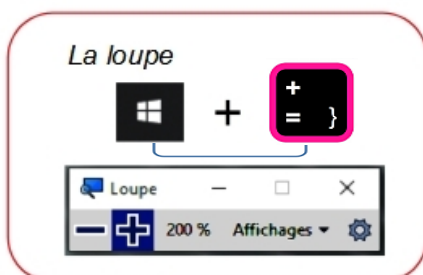 La loupe
+
+
= }
Loupe
200 % Affichages